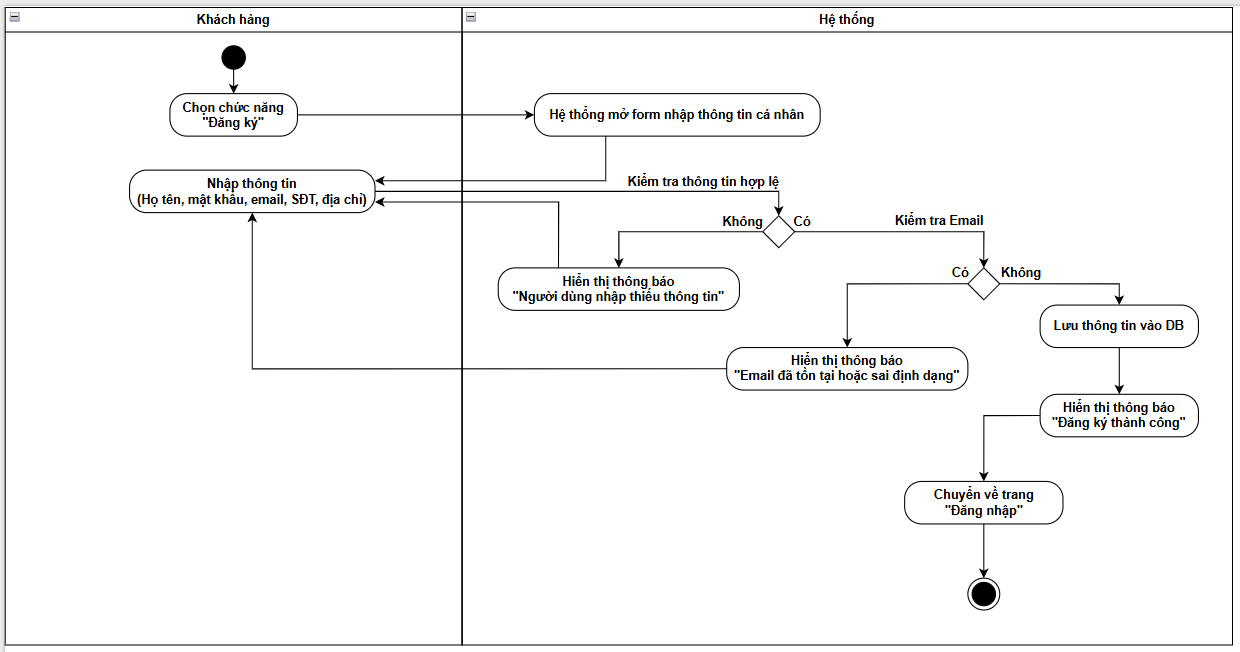 Khách hàng
Hệ thống
Chọn chức năng
"Đăng ký"
Hệ thống mở form nhập thông tin cá nhân
Nhập thông tin
(Họ tên, mật khẩu, email, SĐT, địa chỉ)
Kiểm tra thông tin hợp lệ
Không
Có
Kiểm tra Email
Hiển thị thông báo
"Người dùng nhập thiếu thông tin"
Có
Không
Lưu thông tin vào DB
Hiển thị thông báo
"Email đã tồn tại hoặc sai định dạng"
Hiển thị thông báo
"Đăng ký thành công"
Chuyển về trang
"Đăng nhập"